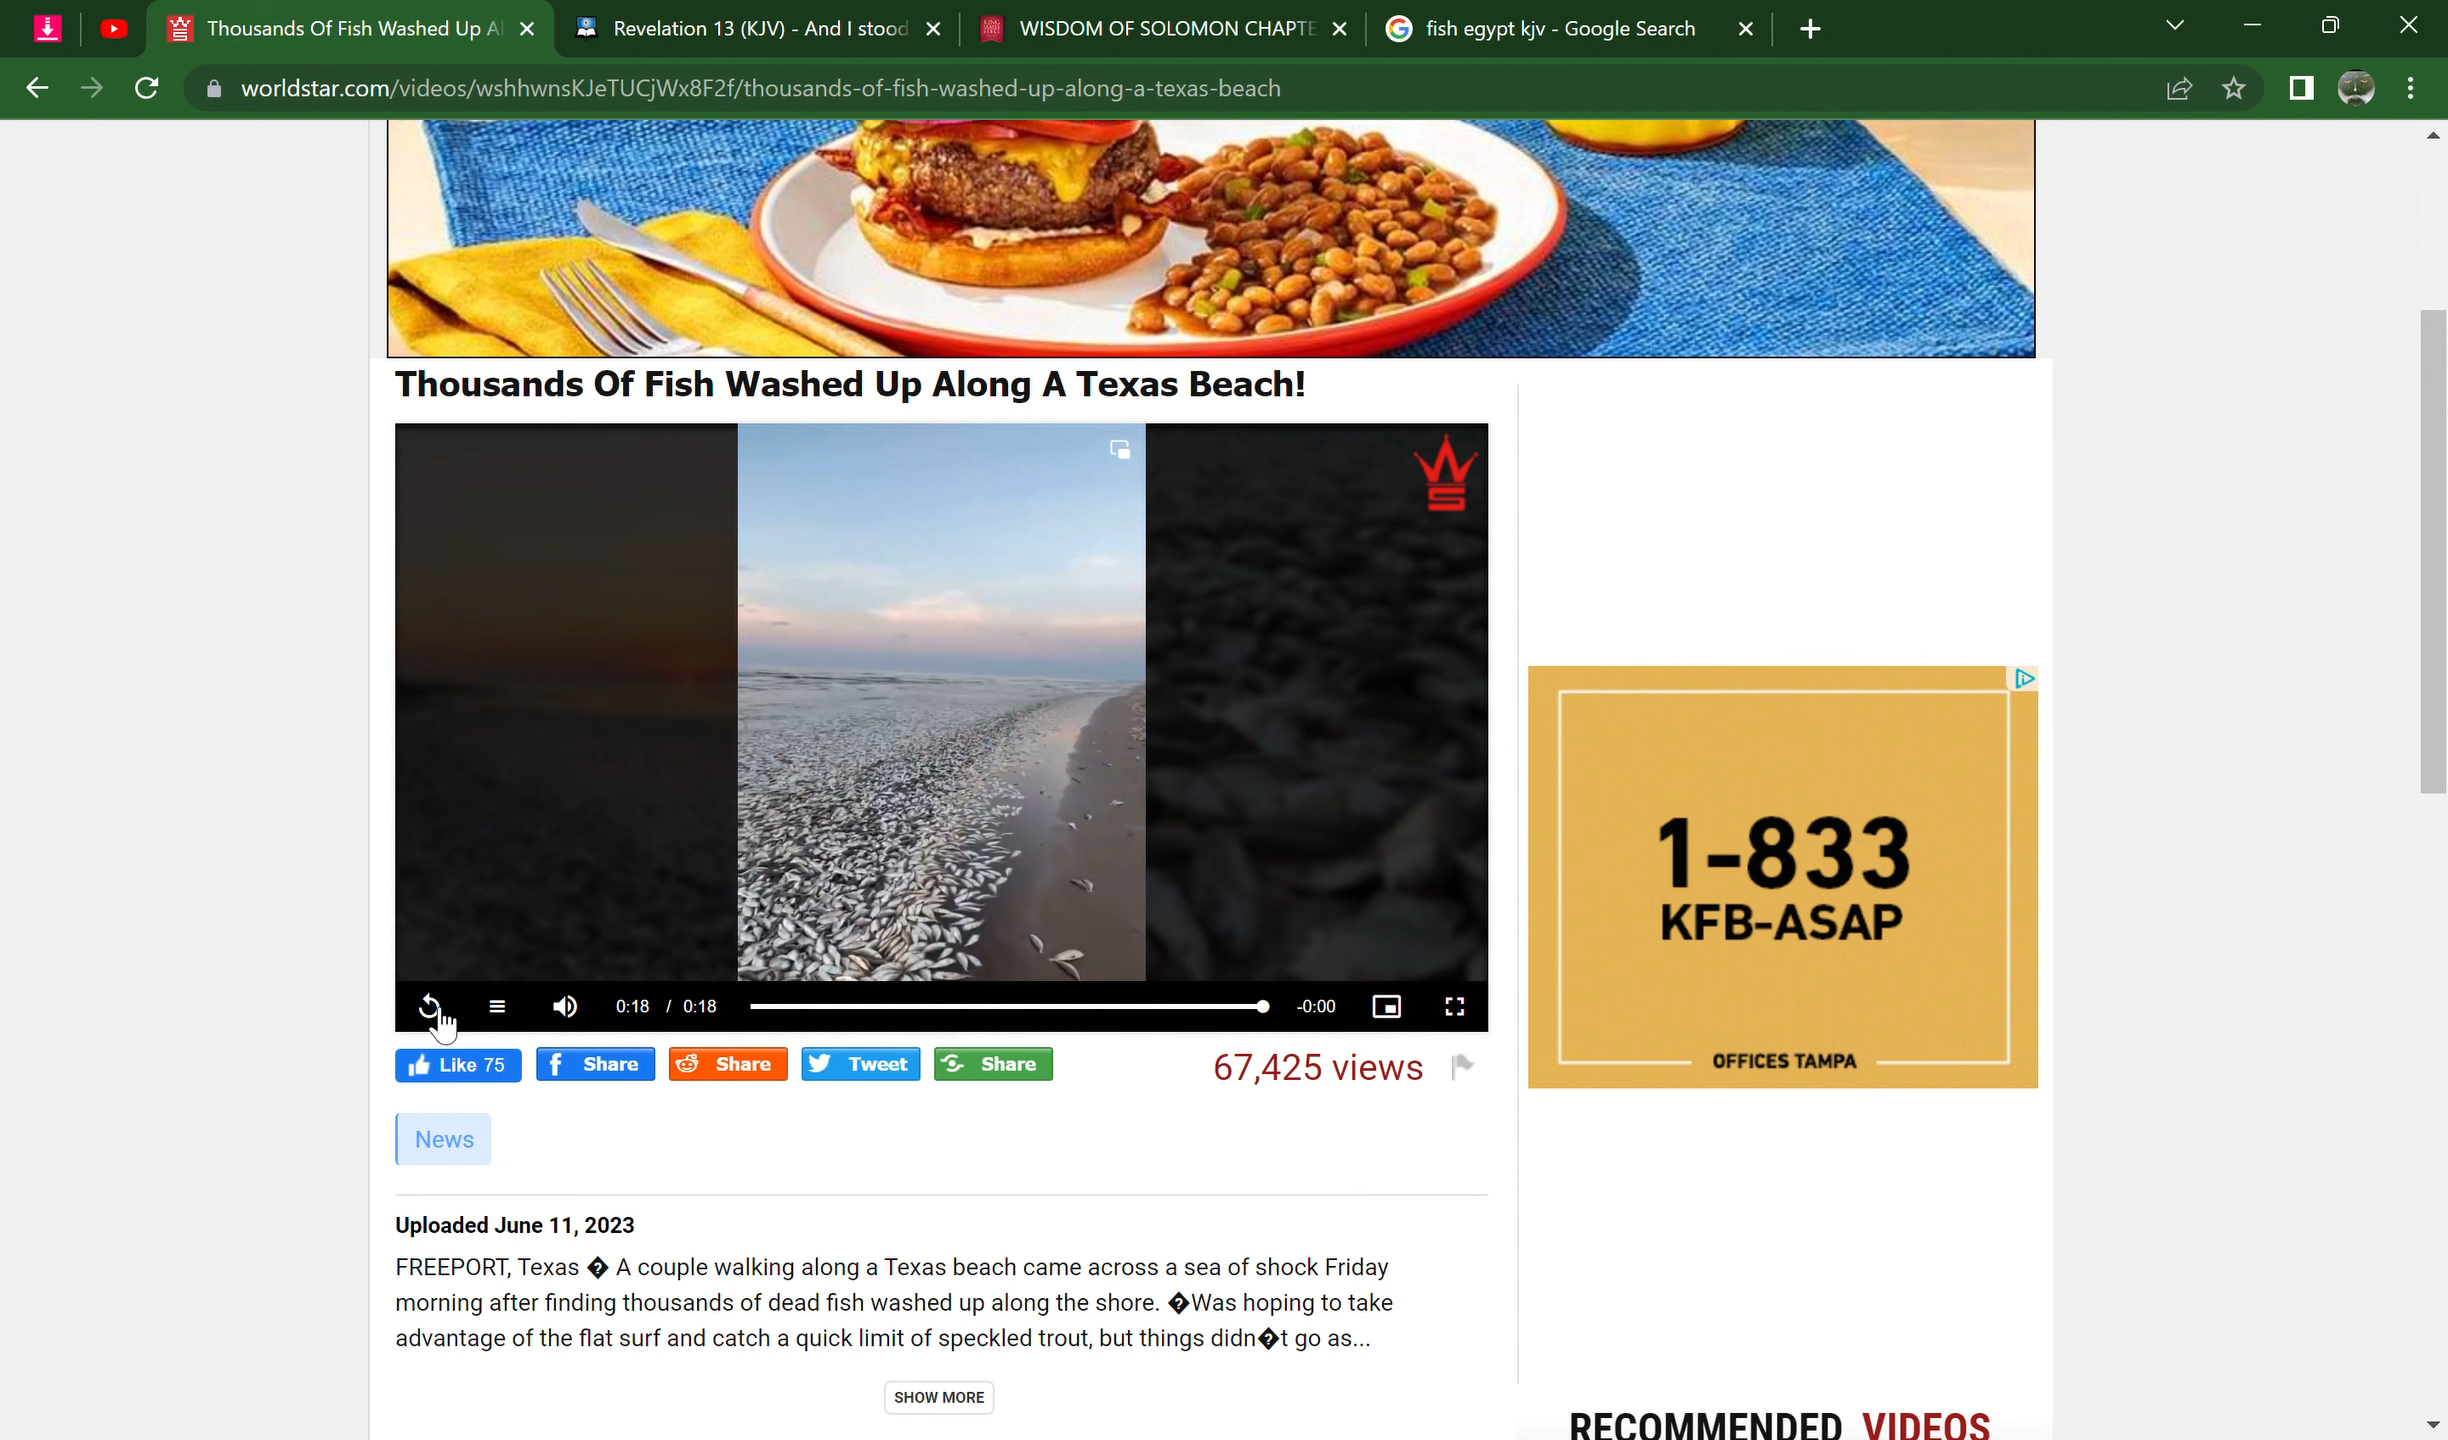 Thousands Of Fish Washed Up Al
Revelation 13 (KJV) - And I stood
WISDOM OF SOLOMON CHAPTE
fish egypt kjv - Google Search
worldstar.com/videos/wshhwnsKJeTUCjWx8F2f/thousands-of-fish-washed-up-along-a-texas-beach
Thousands Of Fish Washed Up Along A Texas Beach!
0:18 / 0:18
-0:00
Like 75
Share
Share
Tweet
Share
67,425 views
1-833
KFB-ASAP
OFFICES TAMPA
News
Uploaded June 11, 2023
FREEPORT, Texas � A couple walking along a Texas beach came across a sea of shock Friday
morning after finding thousands of dead fish washed up along the shore. �Was hoping to take
advantage of the flat surf and catch a quick limit of speckled trout, but things didn�t go as...
SHOW MORE
RECOMMENDED VIDEOS